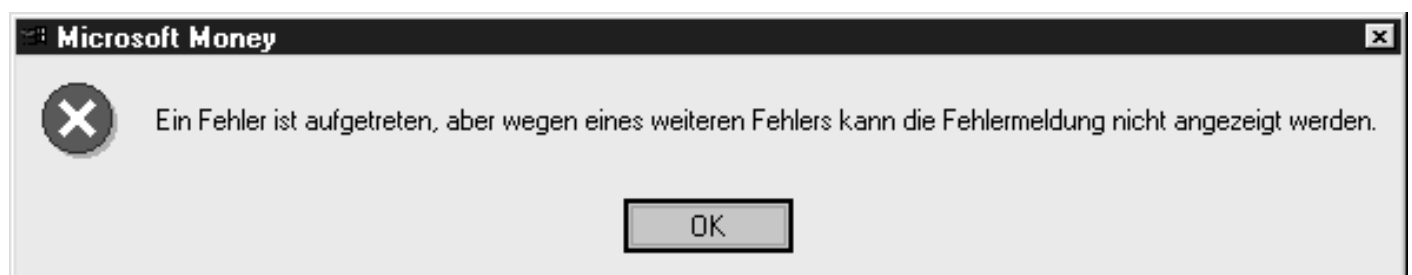 Microsoft Money
Ein Fehler ist aufgetreten, aber wegen eines weiteren Fehlers kann die Fehlermeldung nicht angezeigt werden.
OK